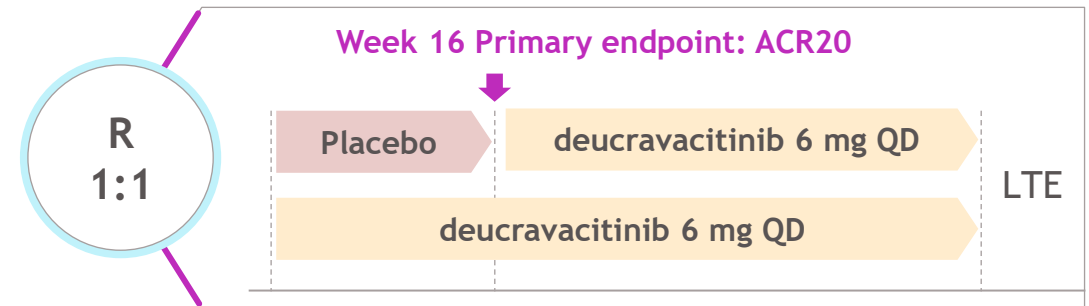 Week 16 Primary endpoint: ACR20
R
1:1
Placebo
deucravacitinib 6 mg QD
deucravacitinib 6 mg QD
LTE